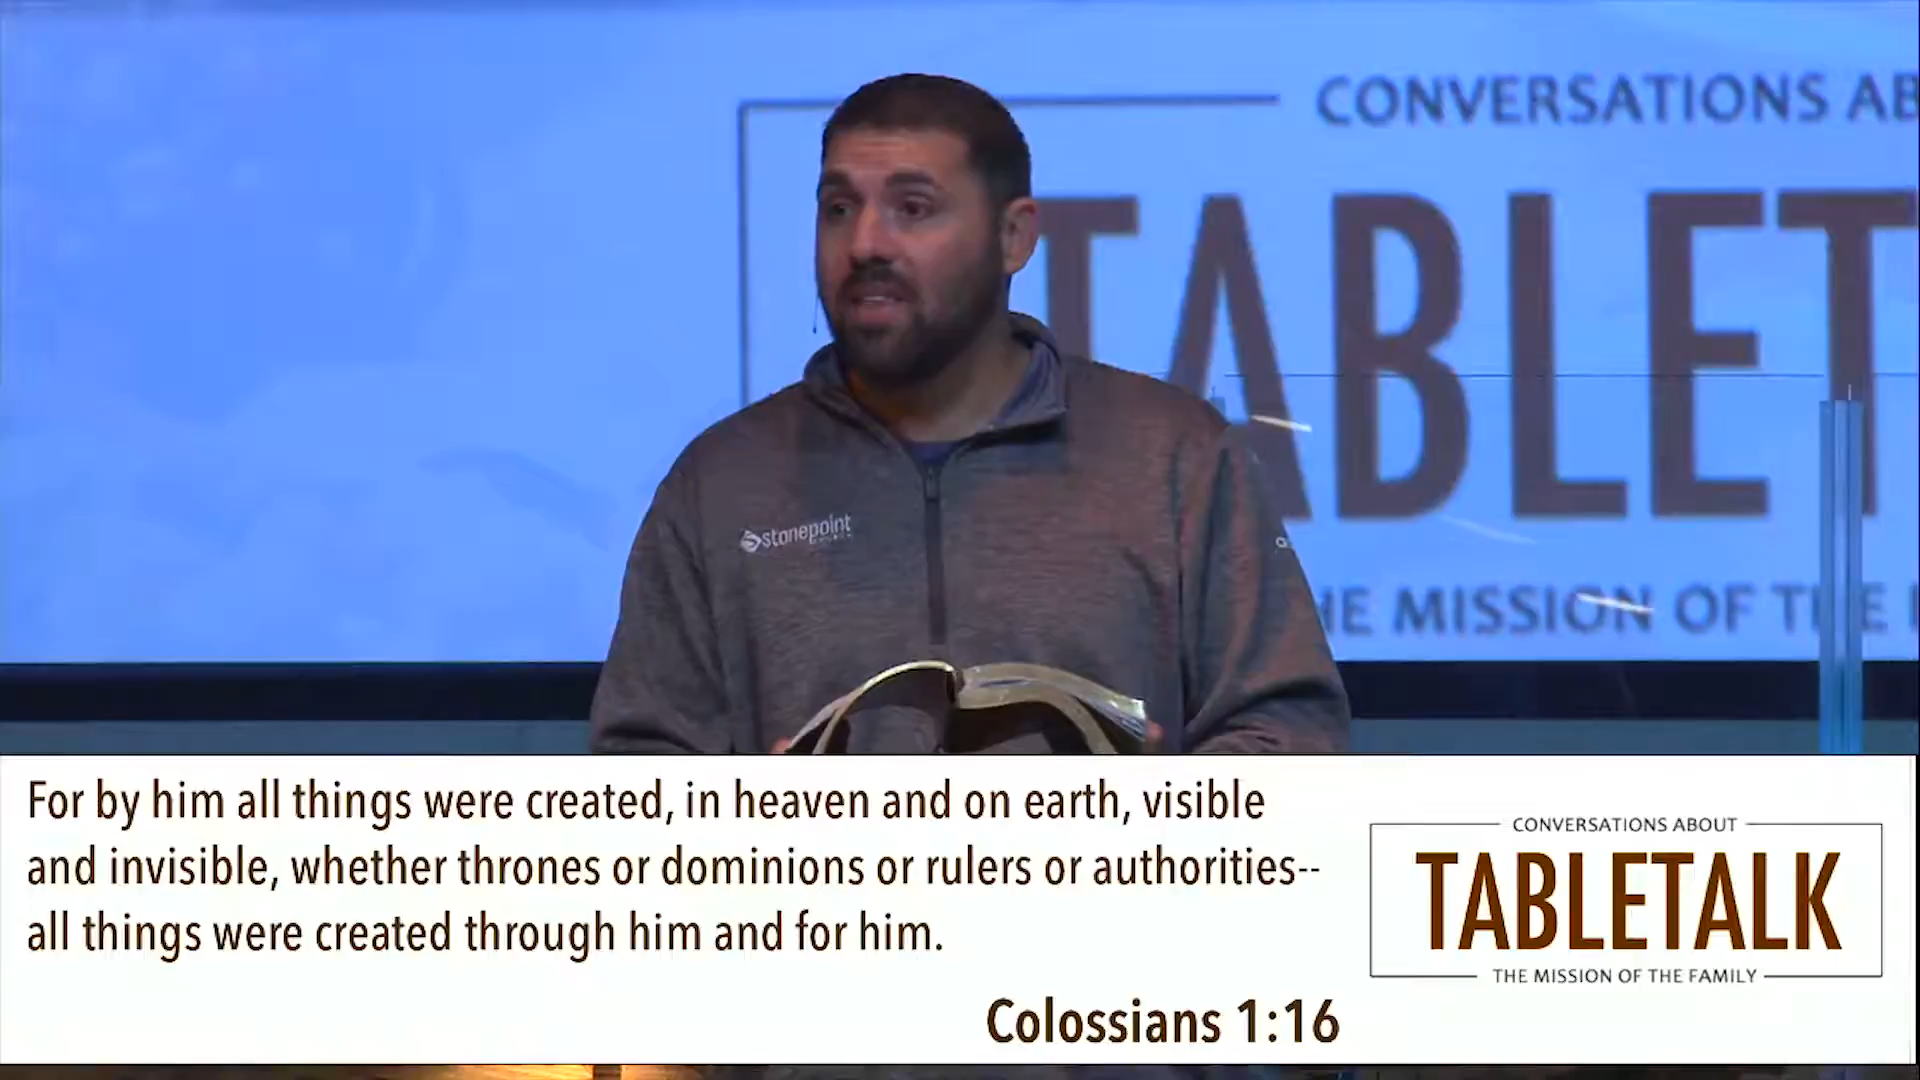 CONVERSATIONS AB
TABLET
HE MISSION OF THE
stonepoint
CHURCH
For by him all things were created, in heaven and on earth, visible
and invisible, whether thrones or dominions or rulers or authorities--
all things were created through him and for him.
Colossians 1:16
CONVERSATIONS ABOUT
TABLETALK
THE MISSION OF THE FAMILY